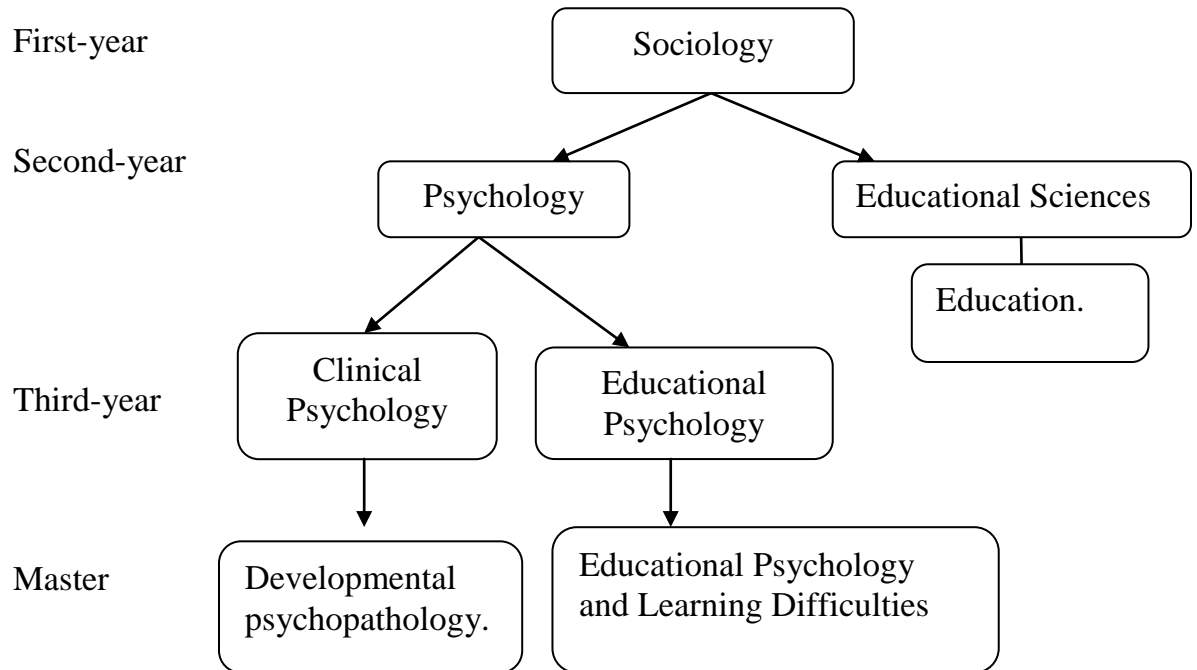 First-year
Sociology
Second-year
Psychology
Educational Sciences
Education.
Third-year
Clinical
Psychology
Educational
Psychology
Master
Developmental
psychopathology.
Educational Psychology
and Learning Difficulties